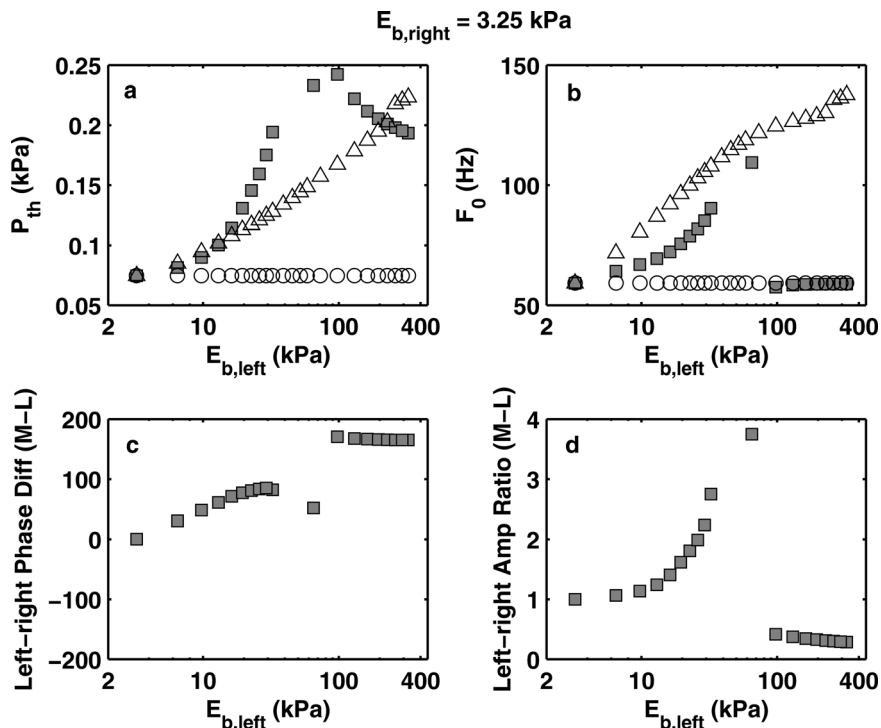 E_b,right = 3.25 kPa
a
0.25
0.2
0.15
0.1
0.05
P_th (kPa)
2
10
100
400
E_b,left (kPa)
b
150
100
50
F_0 (Hz)
2
10
100
400
E_b,left (kPa)
c
200
100
0
−100
−200
Left−right Phase Diff (M−L)
2
10
100
400
E_b,left (kPa)
d
4
3
2
1
0
Left−right Amp Ratio (M−L)
2
10
100
400
E_b,left (kPa)